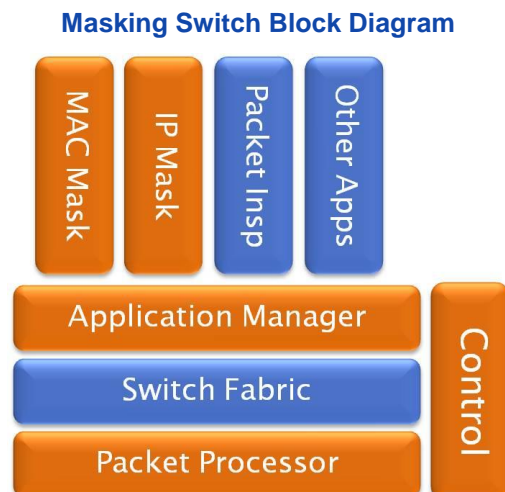 Masking Switch Block Diagram
MAC Mask
IP Mask
Packet Insp
Other Apps
Application Manager
Switch Fabric
Packet Processor
Control